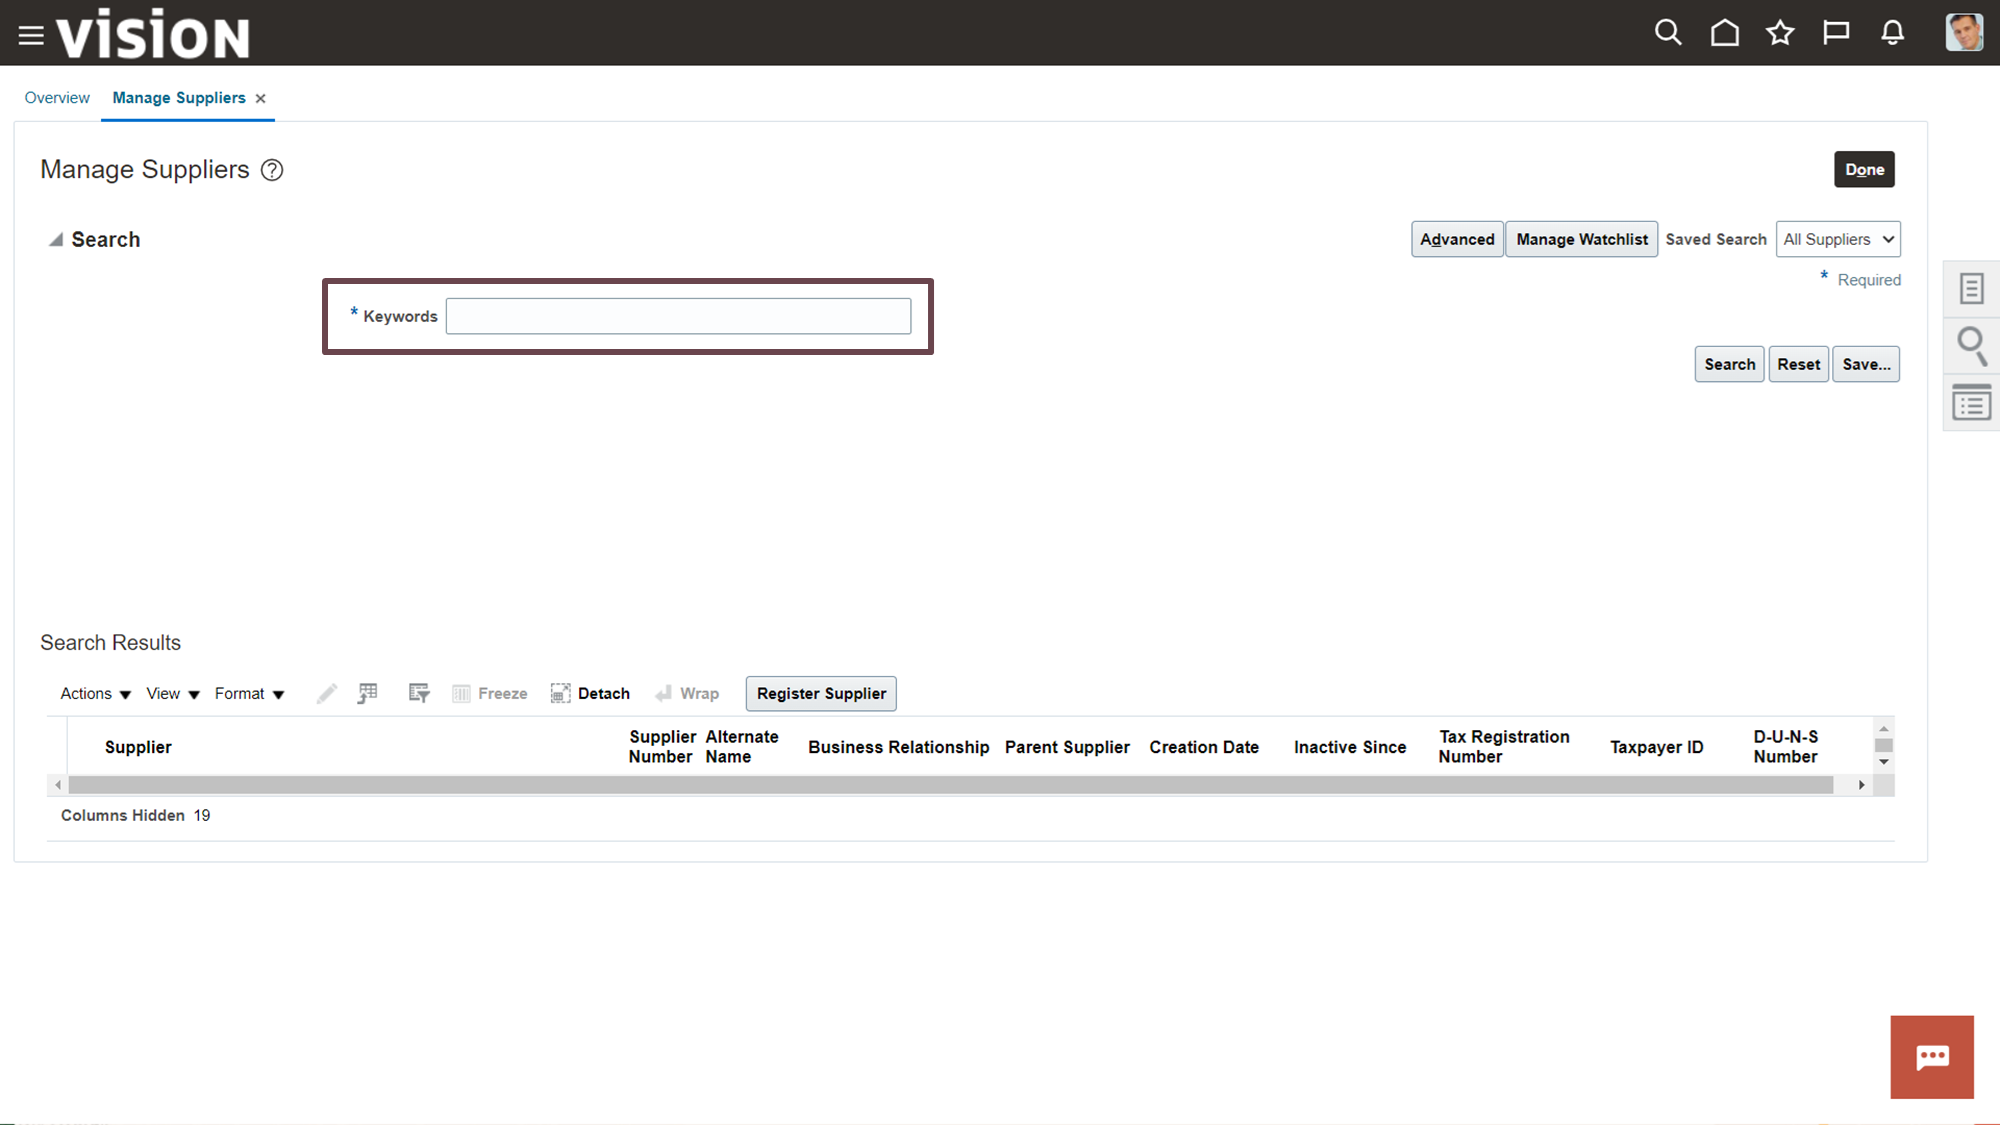 VISION
Overview Manage Suppliers ×
Manage Suppliers ?
Done
Search
Advanced Manage Watchlist Saved Search All Suppliers
* Required
* Keywords
Search Reset Save...
Search Results
Actions View Format Freeze Detach Wrap Register Supplier
Supplier Supplier Number Alternate Name Business Relationship Parent Supplier Creation Date Inactive Since Tax Registration Number Taxpayer ID D-U-N-S Number
Columns Hidden 19